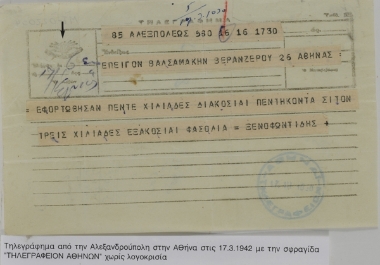 ΤΗΛΕΓΡΑΦΗΜΑ
85 ΑΛΕΞΠΟΛΕΩΣ 560 16 16 1730
ΕΠΕΙΓΟΝ ΒΑΛΣΑΜΑΚΗΝ ΒΕΡΑΝΖΕΡΟΥ 26 ΑΘΗΝΑΣ =
= ΕΦΟΡΤΩΘΗΣΑΝ ΠΕΝΤΕ ΧΙΛΙΑΔΕΣ ΔΙΑΚΟΣΙΑΙ ΠΕΝΤΗΚΟΝΤΑ ΣΙΤΟΝ
ΤΡΕΙΣ ΧΙΛΙΑΔΕΣ ΕΞΑΚΟΣΙΑΙ ΦΑΣΟΛΙΑ = ΞΕΝΟΦΩΝΤΙΔΗΣ +
Τηλεγράφημα από την Αλεξανδρούπολη στην Αθήνα στις 17.3.1942 με την σφραγίδα
"ΤΗΛΕΓΡΑΦΕΙΟΝ ΑΘΗΝΩΝ" χωρίς λογοκρισία